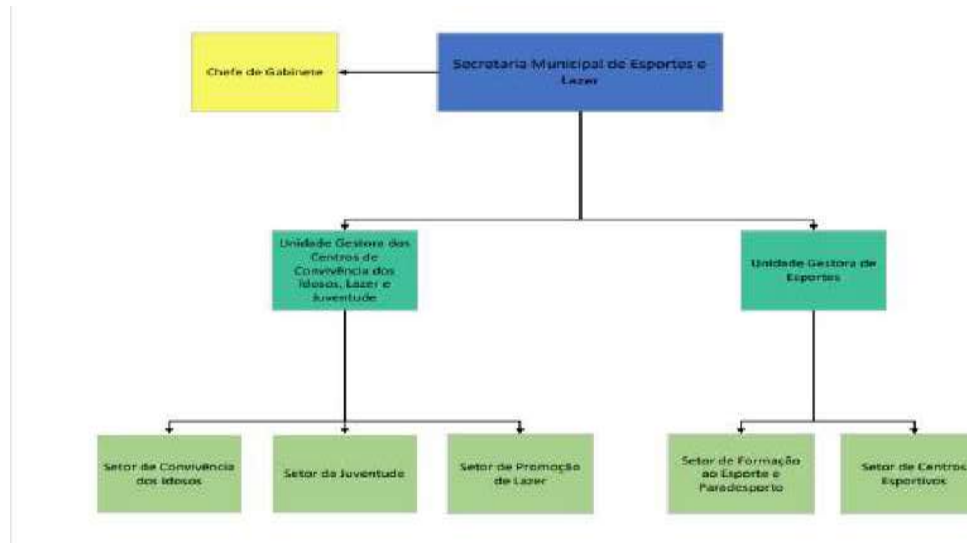 Secretaria Municipal de Esportes e
Lazer
Chefe de Gabinete
Unidade Gestora dos
Centros de
Convivência dos
Idosos, Lazer e
Juventude
Unidade Gestora de
Esportes
Setor de Convivência
dos Idosos
Setor da Juventude
Setor de Promoção
de Lazer
Setor de Formação
ao Esporte e
Paradesporto
Setor de Centros
Esportivos